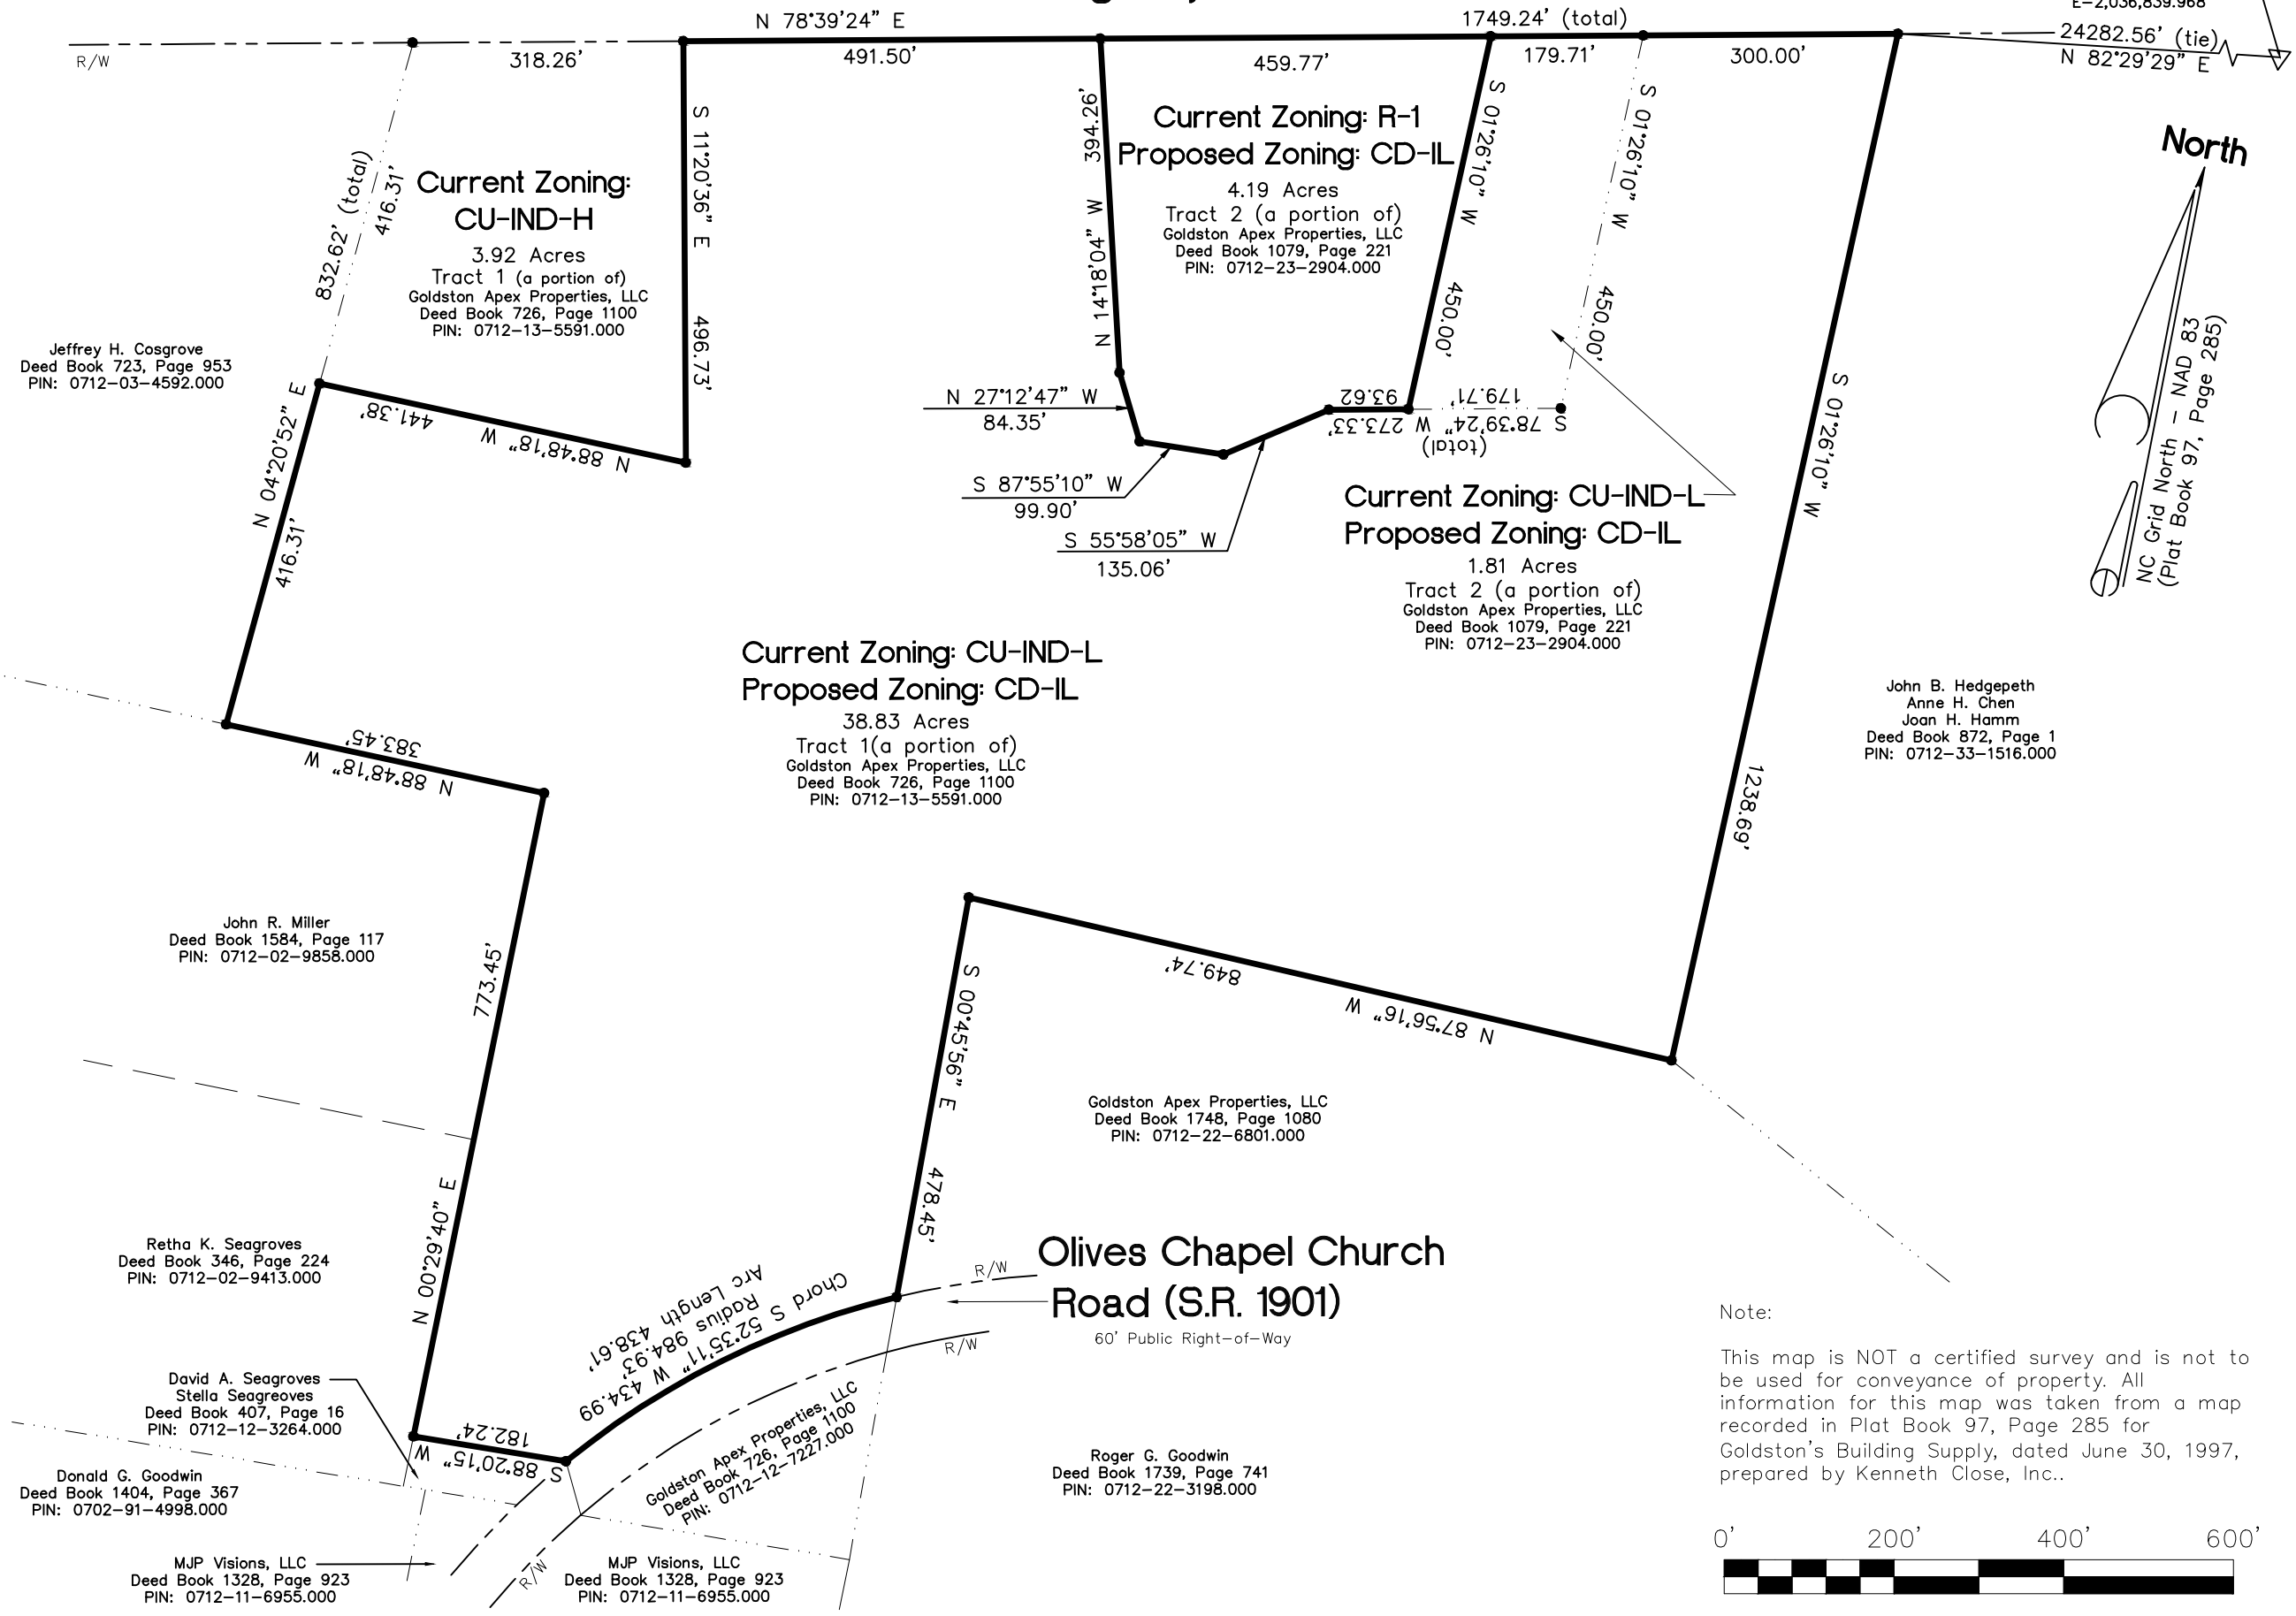 E-2,036,839.968
N 78°39'24" E
1749.24' (total)
24282.56' (tie)
N 82°29'29" E
R/W
318.26'
491.50'
459.77'
179.71'
300.00'
North
NC Grid North - NAD 83
(Plat Book 97, Page 285)
832.62' (total)
416.31'
Current Zoning:
CU-IND-H
3.92 Acres
Tract 1 (a portion of)
Goldston Apex Properties, LLC
Deed Book 726, Page 1100
PIN: 0712-13-5591.000
S 11°20'36" E
496.73'
394.26'
N 14°18'04" W
Current Zoning: R-1
Proposed Zoning: CD-IL
4.19 Acres
Tract 2 (a portion of)
Goldston Apex Properties, LLC
Deed Book 1079, Page 221
PIN: 0712-23-2904.000
S 01°26'10" W
450.00'
S 01°26'10" W
450.00'
S 01°26'10" W
1238.69'
Jeffrey H. Cosgrove
Deed Book 723, Page 953
PIN: 0712-03-4592.000
N 04°20'52" E
416.31'
441.38'
N 88°48'18" W
N 27°12'47" W
84.35'
S 87°55'10" W
99.90'
S 55°58'05" W
135.06'
93.62
179.71'
S 78°39'24" W 273.33'
(total)
Current Zoning: CU-IND-L
Proposed Zoning: CD-IL
1.81 Acres
Tract 2 (a portion of)
Goldston Apex Properties, LLC
Deed Book 1079, Page 221
PIN: 0712-23-2904.000
Current Zoning: CU-IND-L
Proposed Zoning: CD-IL
38.83 Acres
Tract 1(a portion of)
Goldston Apex Properties, LLC
Deed Book 726, Page 1100
PIN: 0712-13-5591.000
John B. Hedgepeth
Anne H. Chen
Joan H. Hamm
Deed Book 872, Page 1
PIN: 0712-33-1516.000
383.45'
N 88°48'18" W
John R. Miller
Deed Book 1584, Page 117
PIN: 0712-02-9858.000
773.45'
N 00°29'40" E
849.74'
N 87°56'16" W
S 00°45'56" E
478.45'
Goldston Apex Properties, LLC
Deed Book 1748, Page 1080
PIN: 0712-22-6801.000
Retha K. Seagroves
Deed Book 346, Page 224
PIN: 0712-02-9413.000
Olives Chapel Church
Road (S.R. 1901)
60' Public Right-of-Way
R/W
R/W
Chord S 52°35'11" W 434.99
Radius 984.93'
Arc Length 438.61'
David A. Seagroves
Stella Seagreoves
Deed Book 407, Page 16
PIN: 0712-12-3264.000
182.24'
S 88°20'15" W
Goldston Apex Properties, LLC
Deed Book 726, Page 1100
PIN: 0712-12-7227.000
Roger G. Goodwin
Deed Book 1739, Page 741
PIN: 0712-22-3198.000
Donald G. Goodwin
Deed Book 1404, Page 367
PIN: 0702-91-4998.000
MJP Visions, LLC
Deed Book 1328, Page 923
PIN: 0712-11-6955.000
R/W
MJP Visions, LLC
Deed Book 1328, Page 923
PIN: 0712-11-6955.000
Note:
This map is NOT a certified survey and is not to
be used for conveyance of property. All
information for this map was taken from a map
recorded in Plat Book 97, Page 285 for
Goldston's Building Supply, dated June 30, 1997,
prepared by Kenneth Close, Inc..
0' 200' 400' 600'